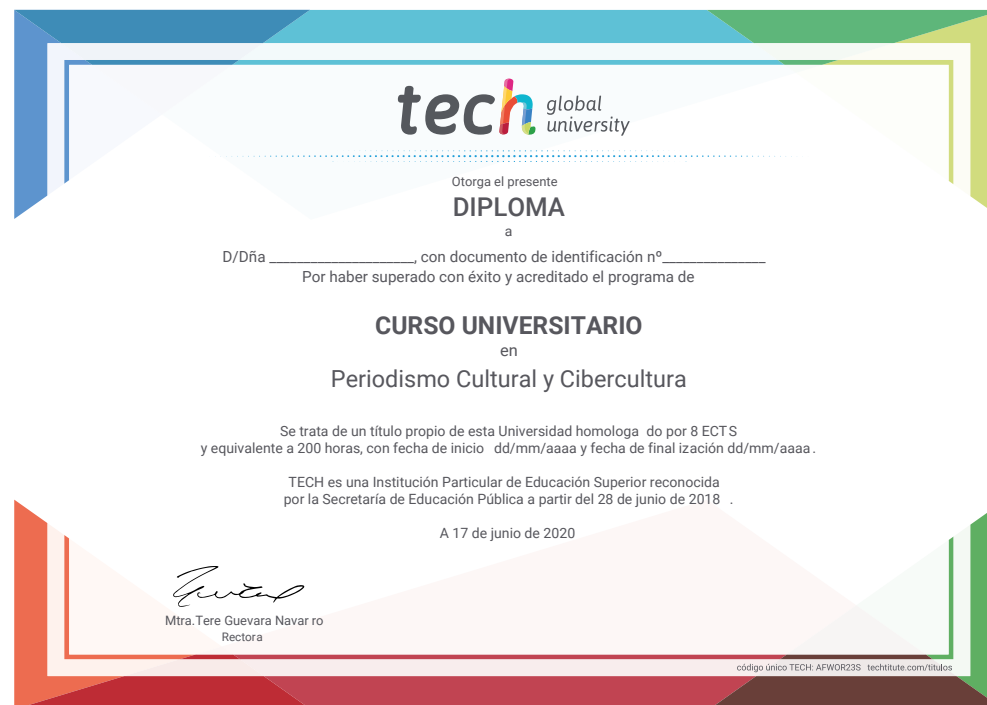 tech global university
Otorga el presente
DIPLOMA
a
D/Dña ______________________, con documento de identificación nº_______________
Por haber superado con éxito y acreditado el programa de
CURSO UNIVERSITARIO
en
Periodismo Cultural y Cibercultura
Se trata de un título propio de esta Universidad homologa do por 8 ECTS
y equivalente a 200 horas, con fecha de inicio dd/mm/aaaa y fecha de final ización dd/mm/aaaa.
TECH es una Institución Particular de Educación Superior reconocida
por la Secretaría de Educación Pública a partir del 28 de junio de 2018 .
A 17 de junio de 2020
Mtra.Tere Guevara Navar ro
Rectora
código único TECH: AFWOR23S techtitute.com/titulos